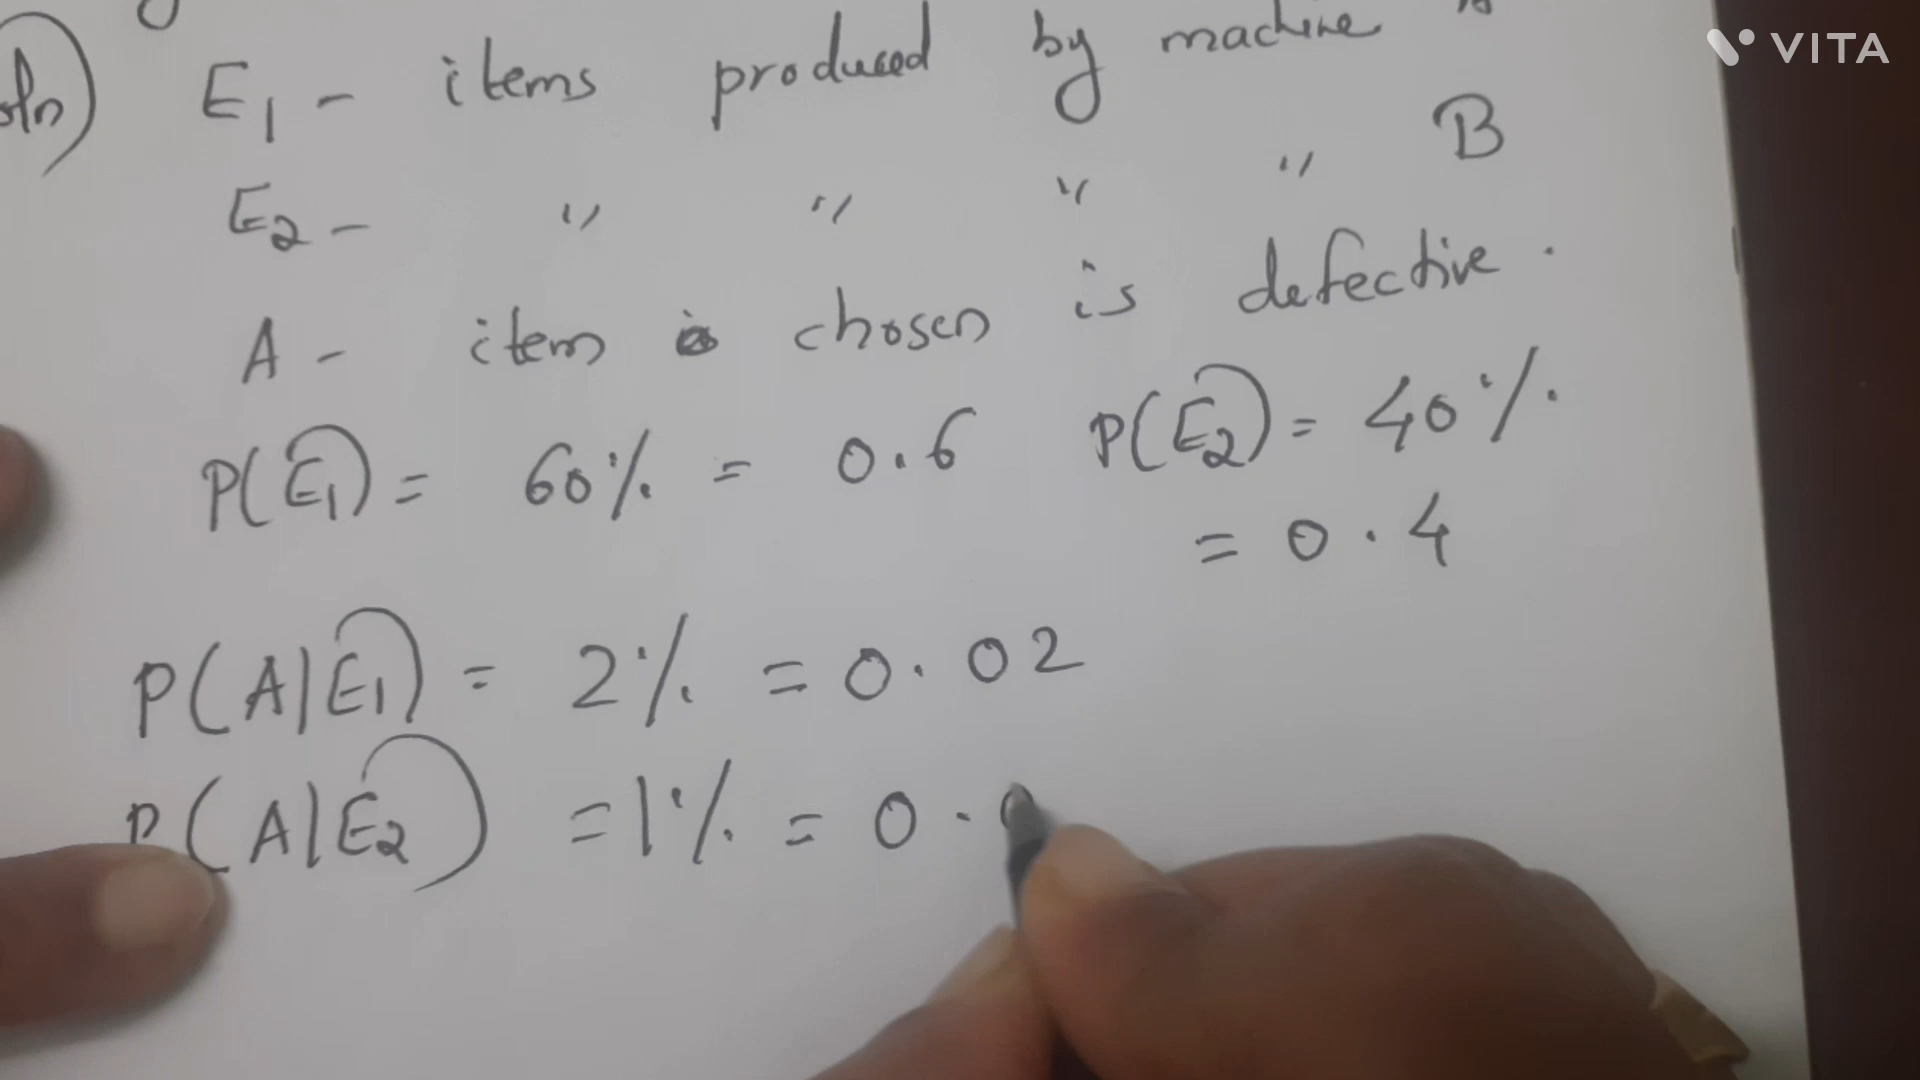 VITA
soln) E1 - items produced by machine A
E2 - " " " " B
A - item chosen is defective.
P(E1) = 60% = 0.6 P(E2) = 40%.
= 0.4
P(A|E1) = 2% = 0.02
P(A|E2) = 1% = 0.0